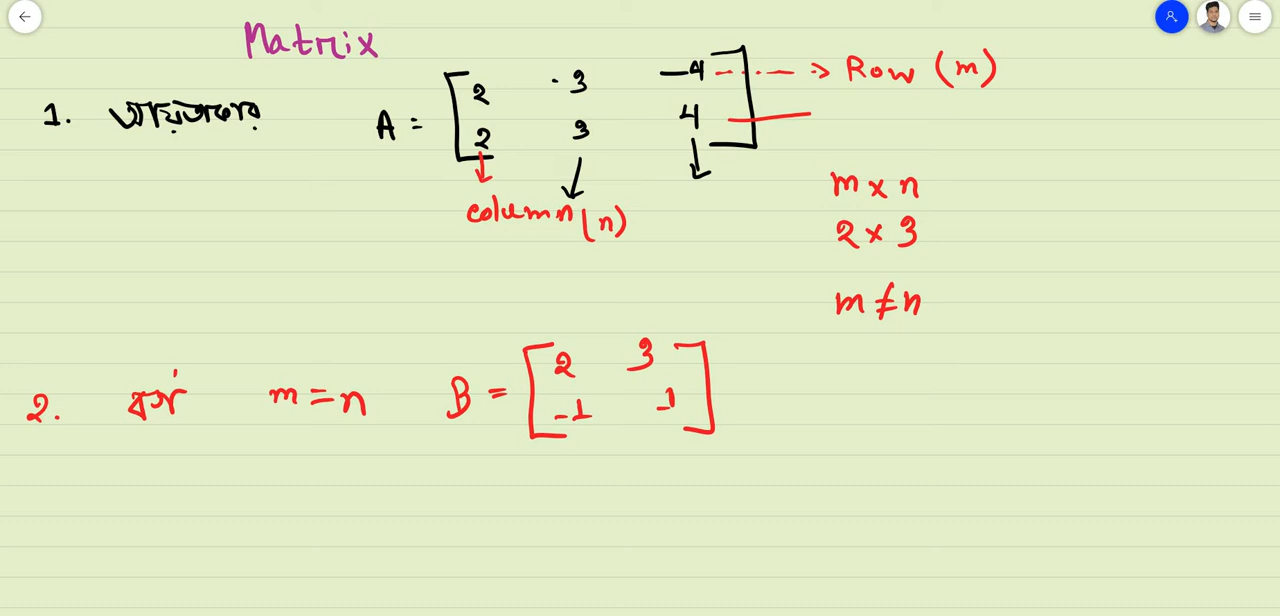 Matrix
1. আয়তাকার A = [ 2 3 -4 → Row (m)
2 3 4 ]
column (n)
m x n
2 x 3
m ≠ n
2. বর্গ m = n B = [ 2 3
-1 1 ]